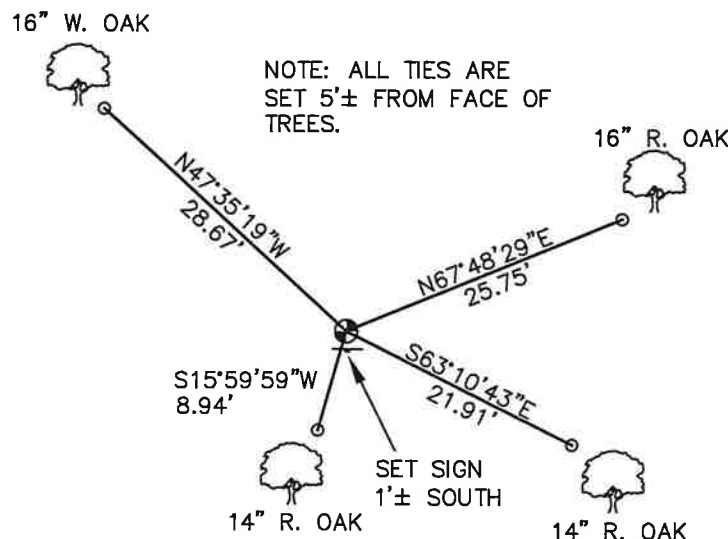 16" W. OAK
NOTE: ALL TIES ARE
SET 5'± FROM FACE OF
TREES.
16" R. OAK
N47°35'19"W
28.67'
N67°48'29"E
25.75'
S15°59'59"W
8.94'
S63°10'43"E
21.91'
SET SIGN
1'± SOUTH
14" R. OAK
14" R. OAK